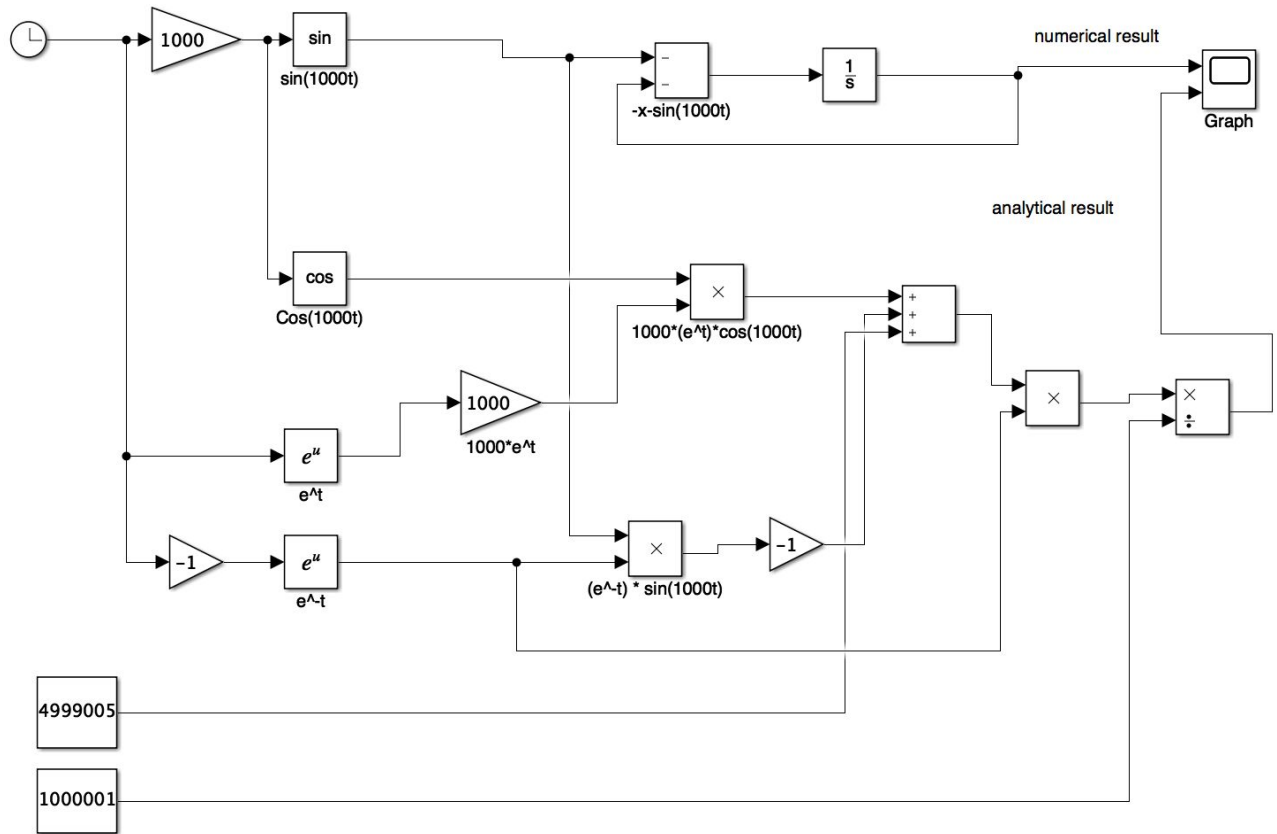 1000
sin
sin(1000t)
-
-
-x-sin(1000t)
1
s
numerical result
Graph
analytical result
cos
Cos(1000t)
×
1000*(e^t)*cos(1000t)
+
+
+
1000
1000*e^t
×
×
÷
e^u
e^t
-1
e^u
e^-t
×
(e^-t) * sin(1000t)
-1
4999005
1000001